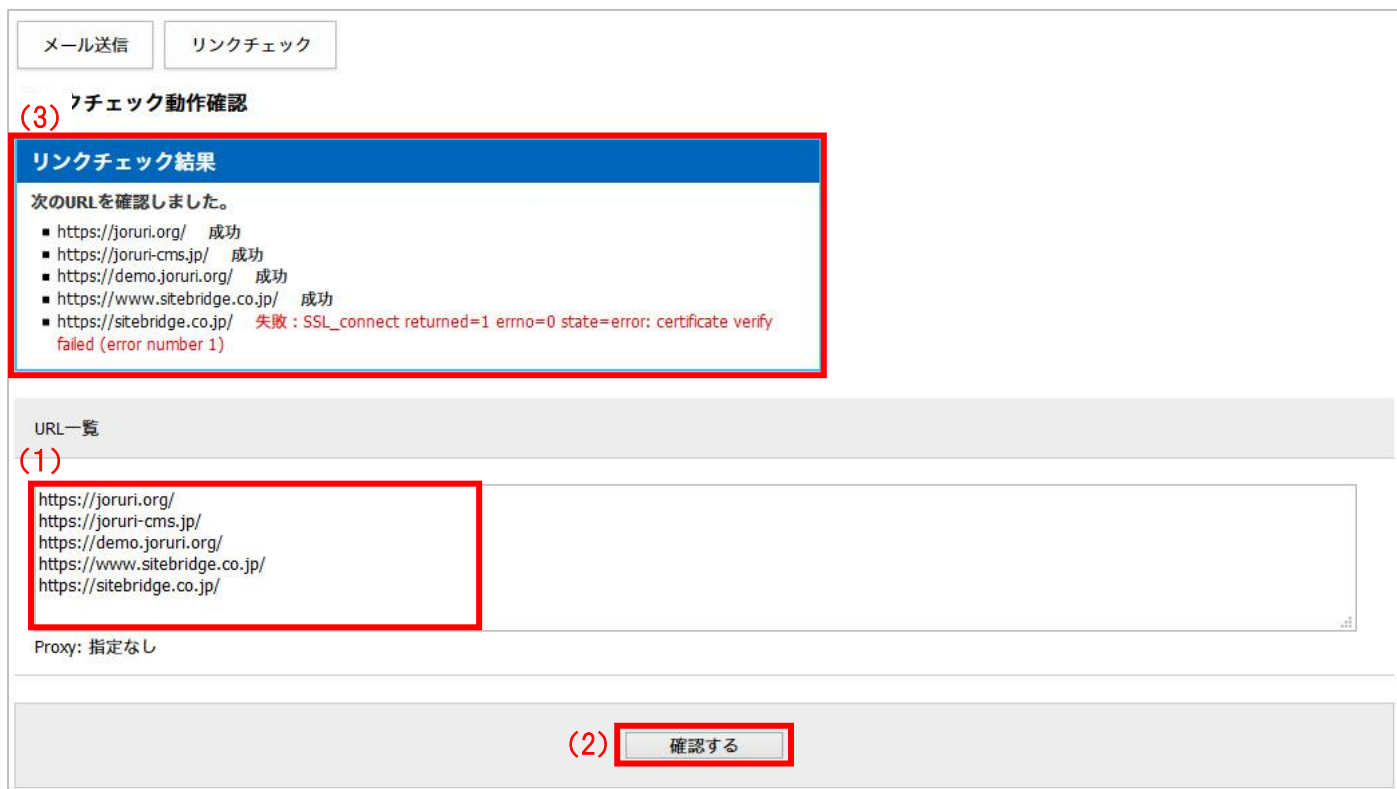 メール送信 リンクチェック
クチェック動作確認
(3)
リンクチェック結果
次のURLを確認しました。
https://joruri.org/ 成功
https://joruri-cms.jp/ 成功
https://demo.joruri.org/ 成功
https://www.sitebridge.co.jp/ 成功
https://sitebridge.co.jp/ 失敗：SSL_connect returned=1 errno=0 state=error: certificate verify
failed (error number 1)
URL一覧
(1)
https://joruri.org/
https://joruri-cms.jp/
https://demo.joruri.org/
https://www.sitebridge.co.jp/
https://sitebridge.co.jp/
Proxy: 指定なし
(2) 確認する